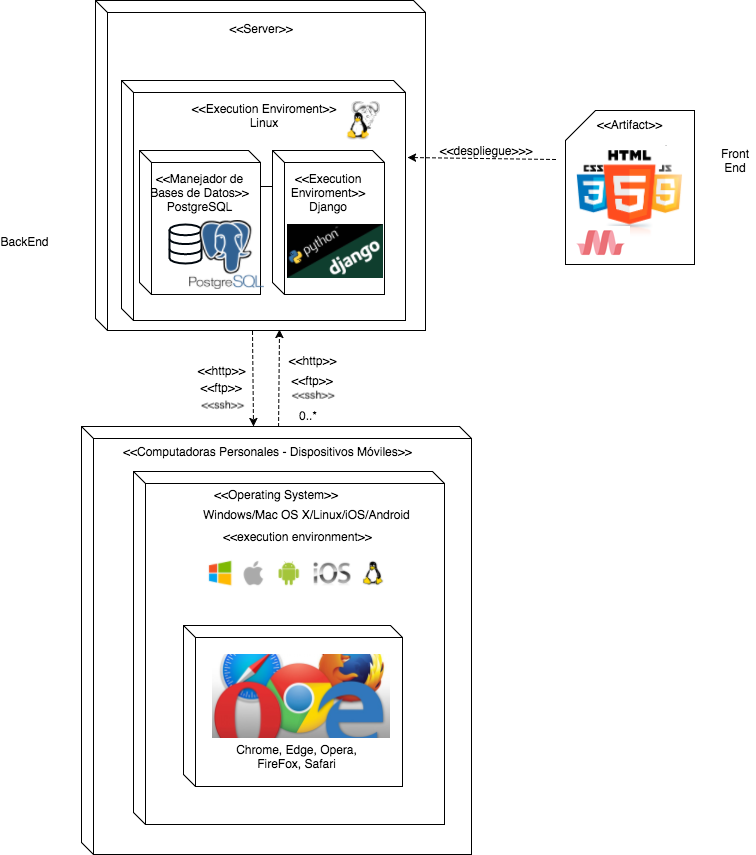 <<Server>>
<<Execution Enviroment>>
Linux
<<Manejador de
Bases de Datos>>
PostgreSQL
PostgreSQL
<<Execution
Enviroment>>
Django
python
django
<<despliegue>>>
<<Artifact>>
HTML
CSS
JS
3
5
5
Front
End
BackEnd
<<http>>
<<ftp>>
<<ssh>>
<<http>>
<<ftp>>
<<ssh>>
0..*
<<Computadoras Personales - Dispositivos Móviles>>
<<Operating System>>
Windows/Mac OS X/Linux/iOS/Android
<<execution environment>>
iOS
Chrome, Edge, Opera,
FireFox, Safari